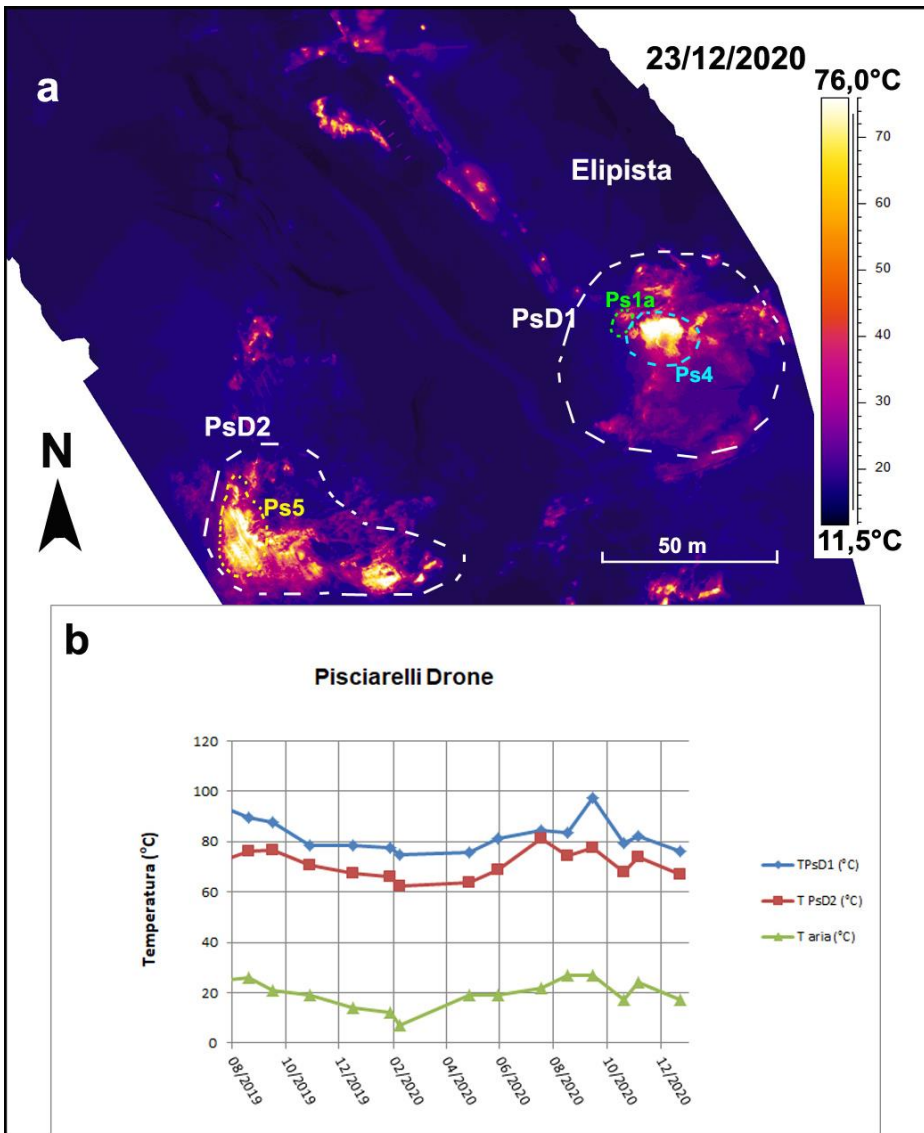 a
23/12/2020
76,0°C
70
60
50
40
30
20
11,5°C
Elipista
Ps1a
PsD1
Ps4
PsD2
Ps5
N
50 m
b
Pisciarelli Drone
Temperatura (°C)
120
100
80
60
40
20
0
08/2019
10/2019
12/2019
02/2020
04/2020
06/2020
08/2020
10/2020
12/2020
TPsD1 (°C)
T PsD2 (°C)
T aria (°C)